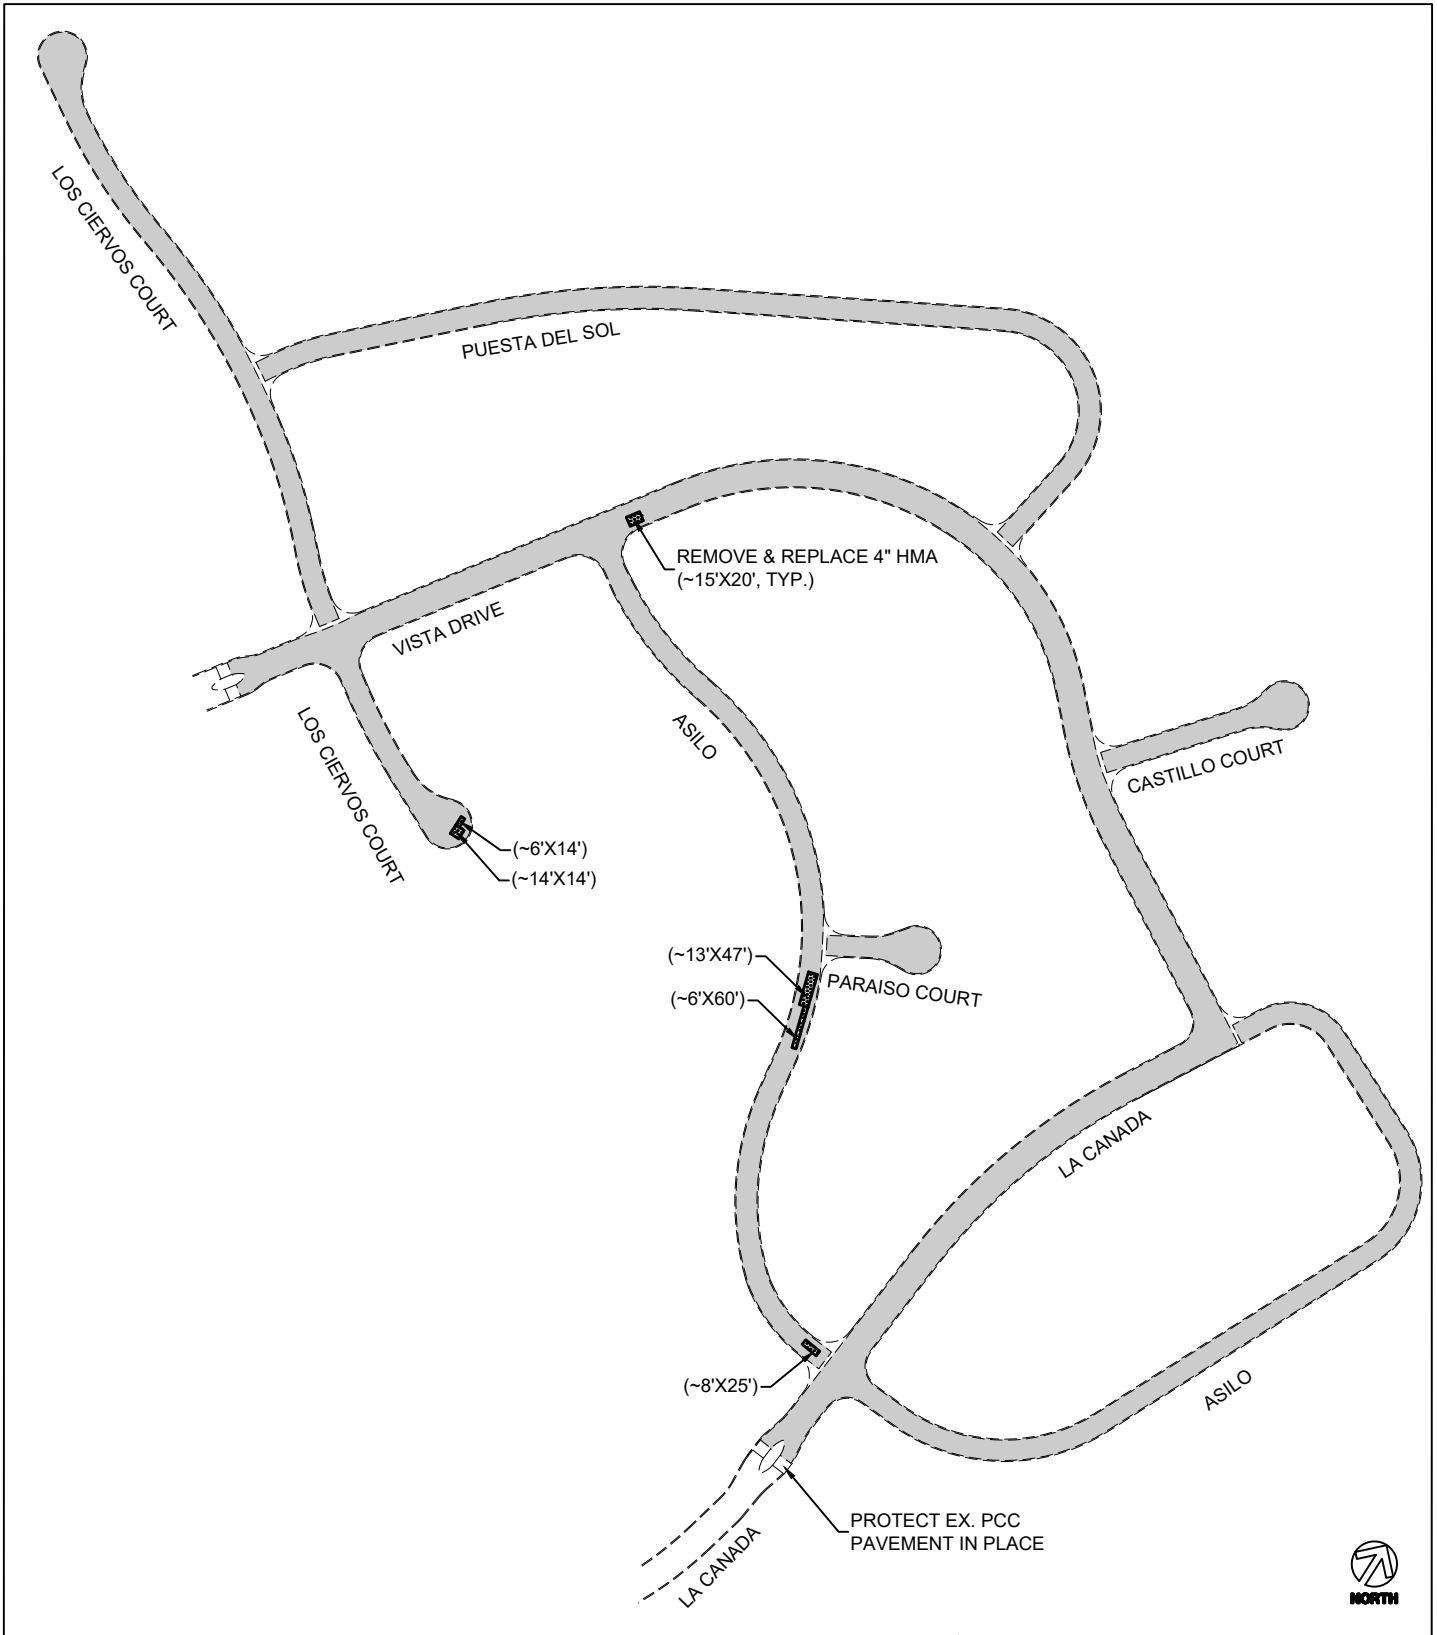 LOS CIERVOS COURT
PUESTA DEL SOL
REMOVE & REPLACE 4" HMA
(~15'X20', TYP.)
VISTA DRIVE
LOS CIERVOS COURT
ASILO
CASTILLO COURT
(~6'X14')
(~14'X14')
(~13'X47')
(~6'X60')
PARAISO COURT
LA CANADA
(~8'X25')
ASILO
PROTECT EX. PCC
PAVEMENT IN PLACE
LA CANADA
NORTH